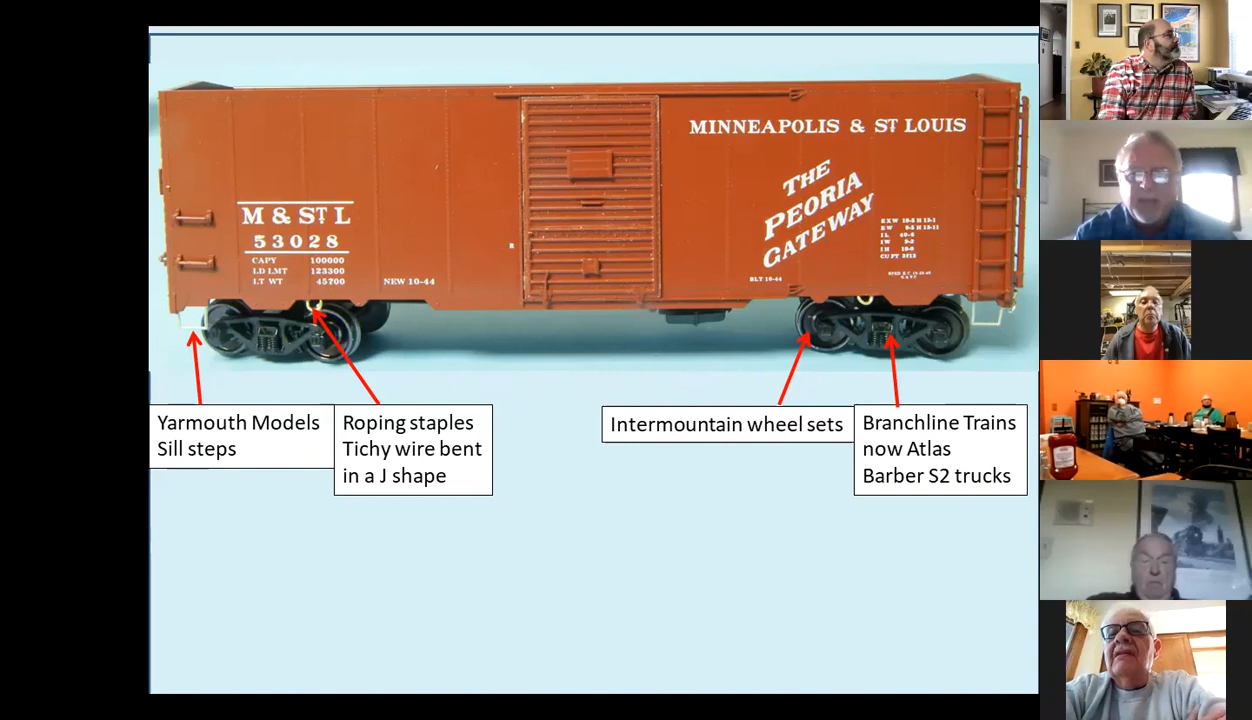 MINNEAPOLIS & ST LOUIS
THE
PEORIA
GATEWAY
M & ST L
53028
CAPY 100000
LD LMT 123300
LT WT 45700
NEW 10-44
BLT 10-44
Yarmouth Models
Sill steps
Roping staples
Tichy wire bent
in a J shape
Intermountain wheel sets
Branchline Trains
now Atlas
Barber S2 trucks